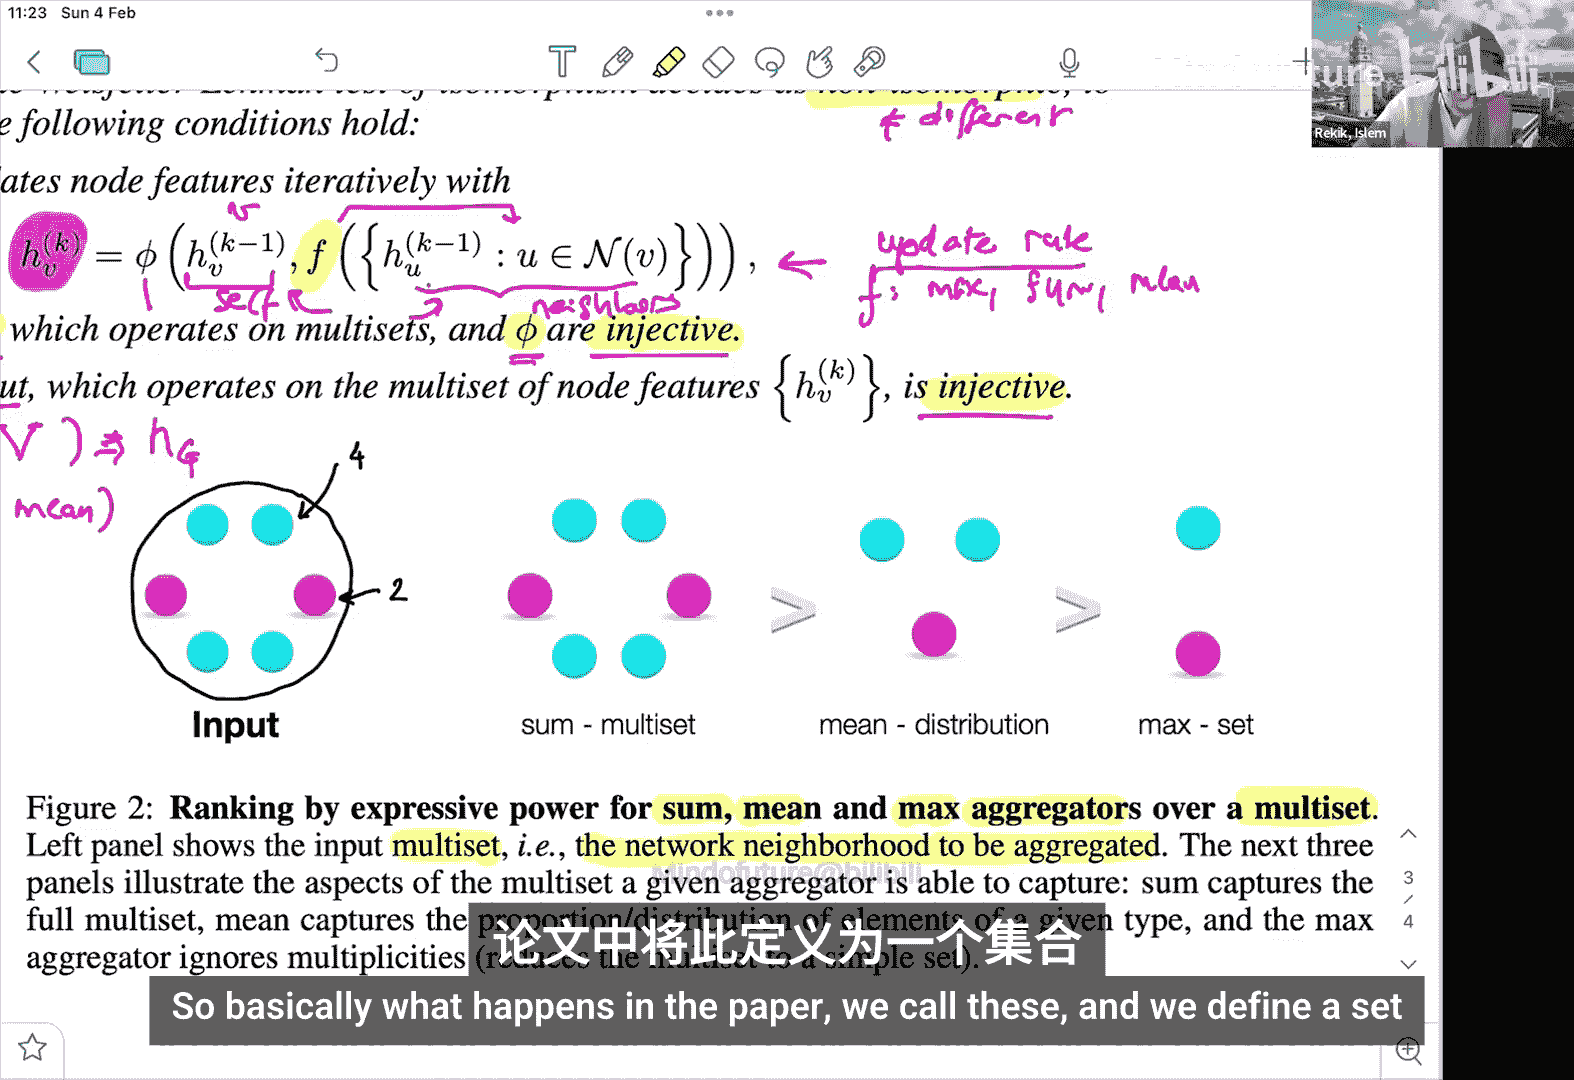 11:23 Sun 4 Feb
ture bilibili
Rekik, Islem
e following conditions hold:
≠ different
lates node features iteratively with
v
h_v^{(k)} = ϕ ( h_v^{(k−1)}, f ( { h_u^{(k−1)} : u ∈ N(v) } ) ) ,
← update rule
f: max, sum, mean
self
neighbors
which operates on multisets, and ϕ are injective.
ut, which operates on the multiset of node features { h_v^{(k)} }, is injective.
V ) ⇒ h_G
mean)
4
2
> >
Input
sum - multiset
mean - distribution
max - set
Figure 2: Ranking by expressive power for sum, mean and max aggregators over a multiset.
Left panel shows the input multiset, i.e., the network neighborhood to be aggregated. The next three
Mindofuture@bilibili
panels illustrate the aspects of the multiset a given aggregator is able to capture: sum captures the
full multiset, mean captures the proportion/distribution of elements of a given type, and the max
aggregator ignores multiplicities (reduces the multiset to a simple set).
3
4
论文中将此定义为一个集合
So basically what happens in the paper, we call these, and we define a set